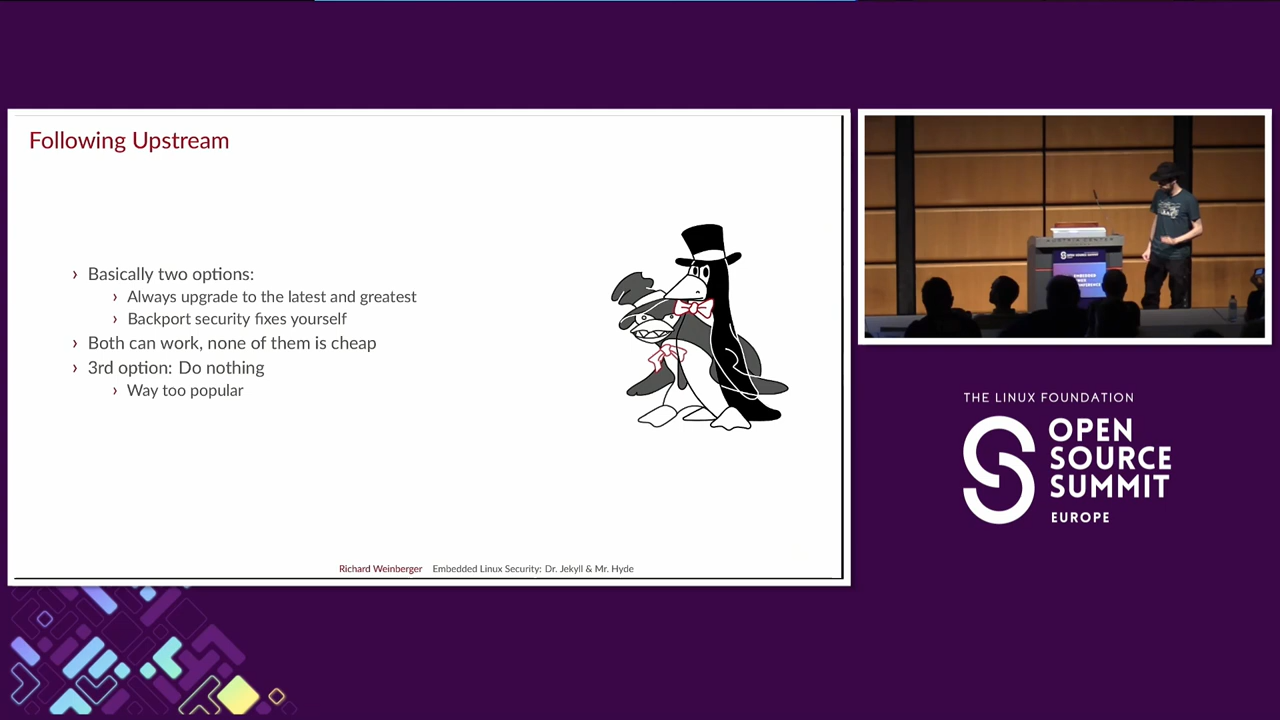 Following Upstream
› Basically two options:
› Always upgrade to the latest and greatest
› Backport security fixes yourself
› Both can work, none of them is cheap
› 3rd option: Do nothing
› Way too popular
Richard Weinberger Embedded Linux Security: Dr. Jekyll & Mr. Hyde
THE LINUX FOUNDATION
OPEN
SOURCE
SUMMIT
EUROPE